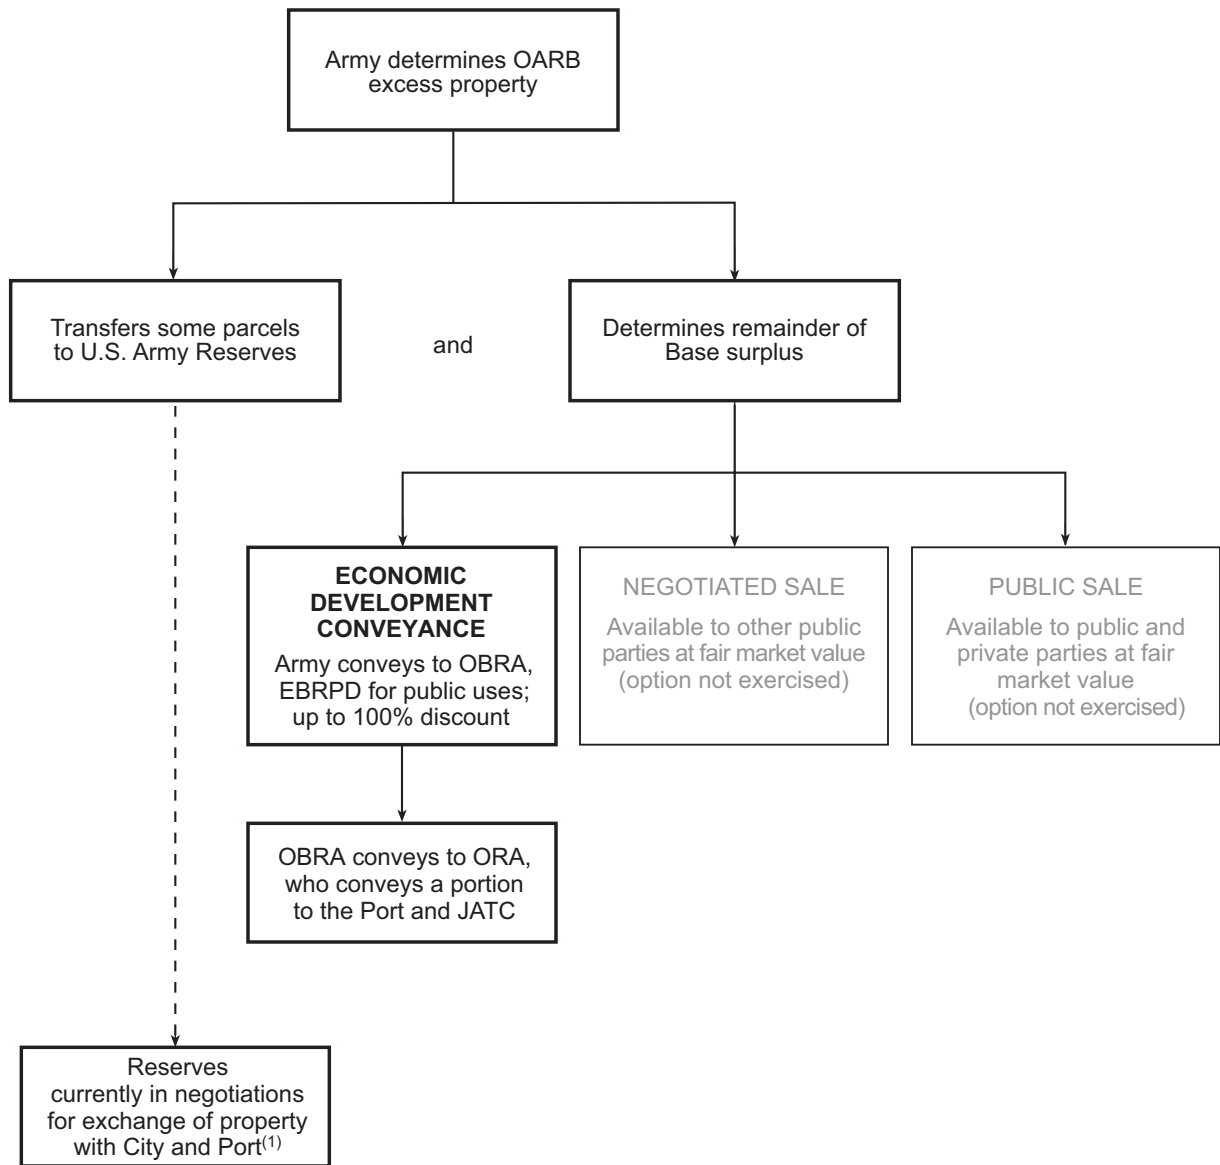 Army determines OARB
excess property
Transfers some parcels
to U.S. Army Reserves
and
Determines remainder of
Base surplus
ECONOMIC
DEVELOPMENT
CONVEYANCE
Army conveys to OBRA,
EBRPD for public uses;
up to 100% discount
NEGOTIATED SALE
Available to other public
parties at fair market value
(option not exercised)
PUBLIC SALE
Available to public and
private parties at fair
market value
(option not exercised)
OBRA conveys to ORA,
who conveys a portion
to the Port and JATC
Reserves
currently in negotiations
for exchange of property
with City and Port(1)